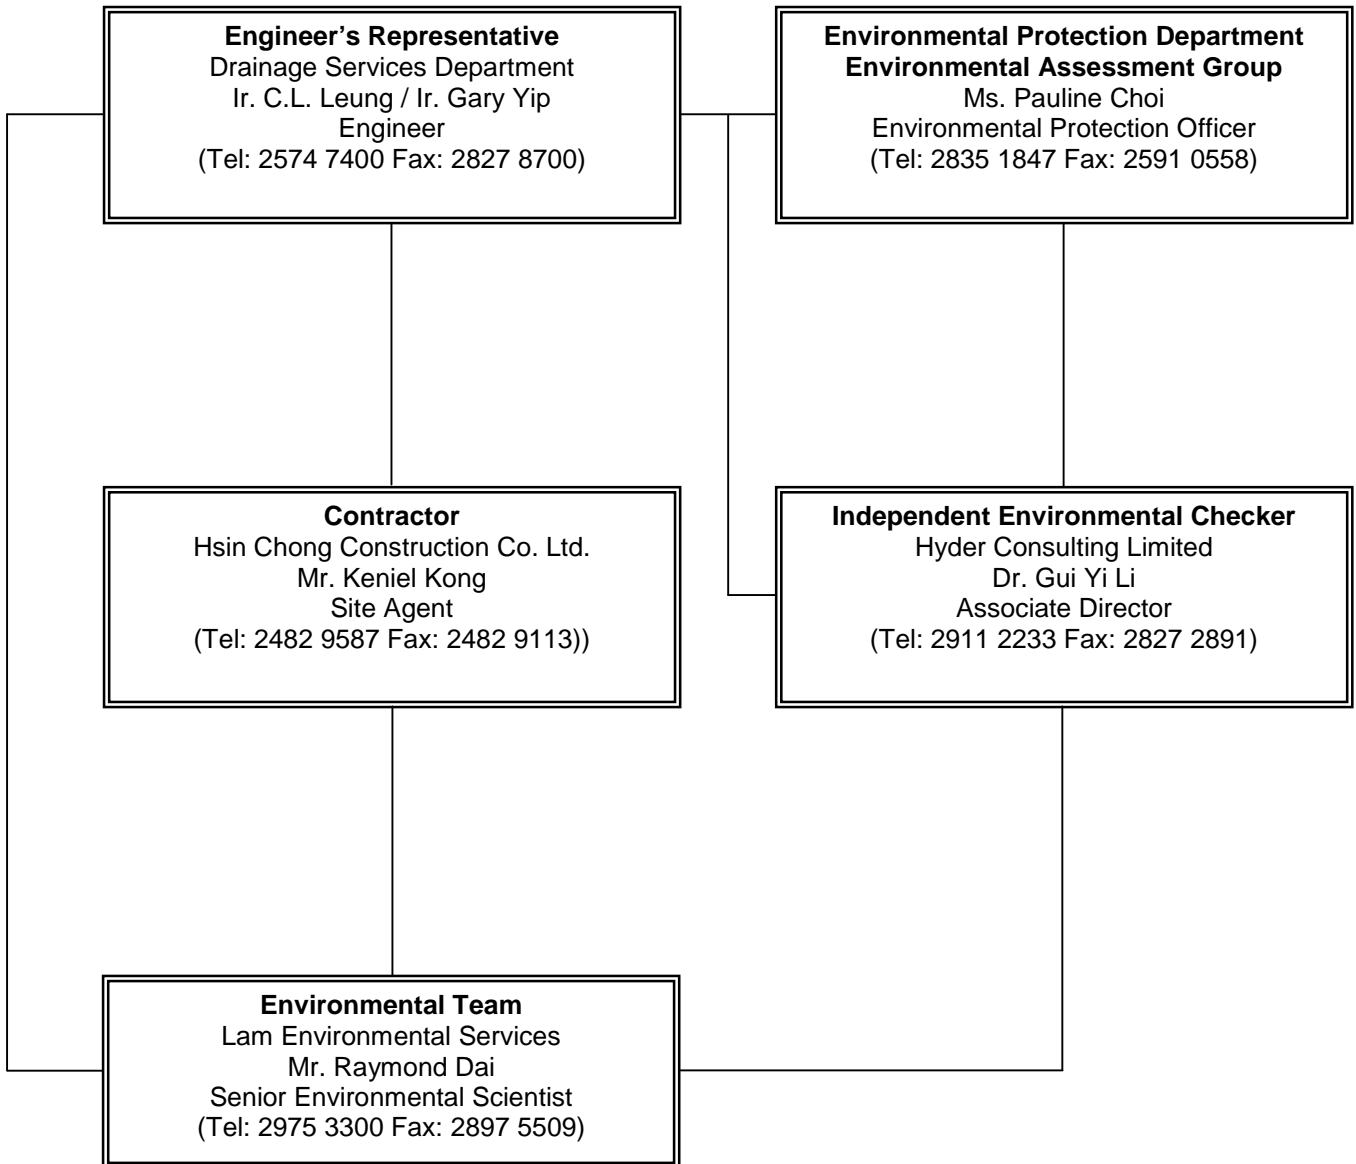 Engineer's Representative
Drainage Services Department
Ir. C.L. Leung / Ir. Gary Yip
Engineer
(Tel: 2574 7400 Fax: 2827 8700)
Environmental Protection Department
Environmental Assessment Group
Ms. Pauline Choi
Environmental Protection Officer
(Tel: 2835 1847 Fax: 2591 0558)
Contractor
Hsin Chong Construction Co. Ltd.
Mr. Keniel Kong
Site Agent
(Tel: 2482 9587 Fax: 2482 9113))
Independent Environmental Checker
Hyder Consulting Limited
Dr. Gui Yi Li
Associate Director
(Tel: 2911 2233 Fax: 2827 2891)
Environmental Team
Lam Environmental Services
Mr. Raymond Dai
Senior Environmental Scientist
(Tel: 2975 3300 Fax: 2897 5509)